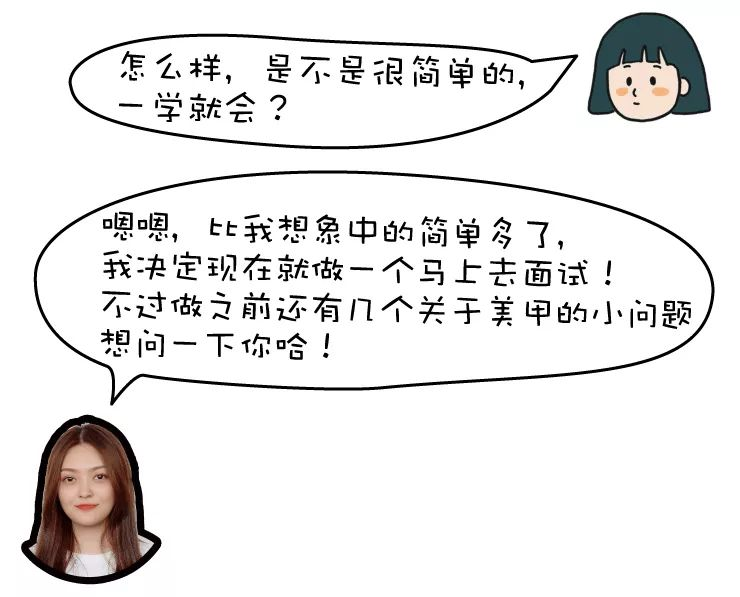 怎么样，是不是很简单的，
一学就会？
嗯嗯，比我想象中的简单多了，
我决定现在就做一个马上去面试！
不过做之前还有几个关于美甲的小问题
想问一下你哈！